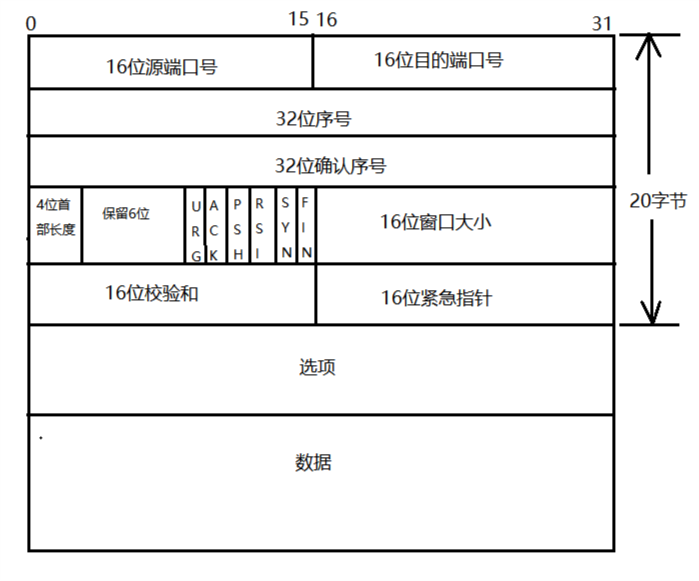 0 15 16 31
16位源端口号 16位目的端口号
32位序号
32位确认序号
20字节
4位首部长度 保留6位 URG ACK PSH RSI SYN FIN 16位窗口大小
16位校验和 16位紧急指针
选项
数据